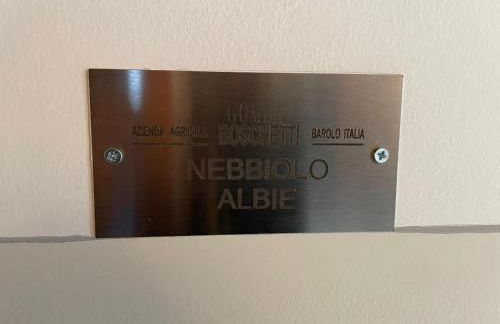 GOMBA
AZIENDA AGRICOLA BOSCHETTI BAROLO ITALIA
NEBBIOLO
ALBIE